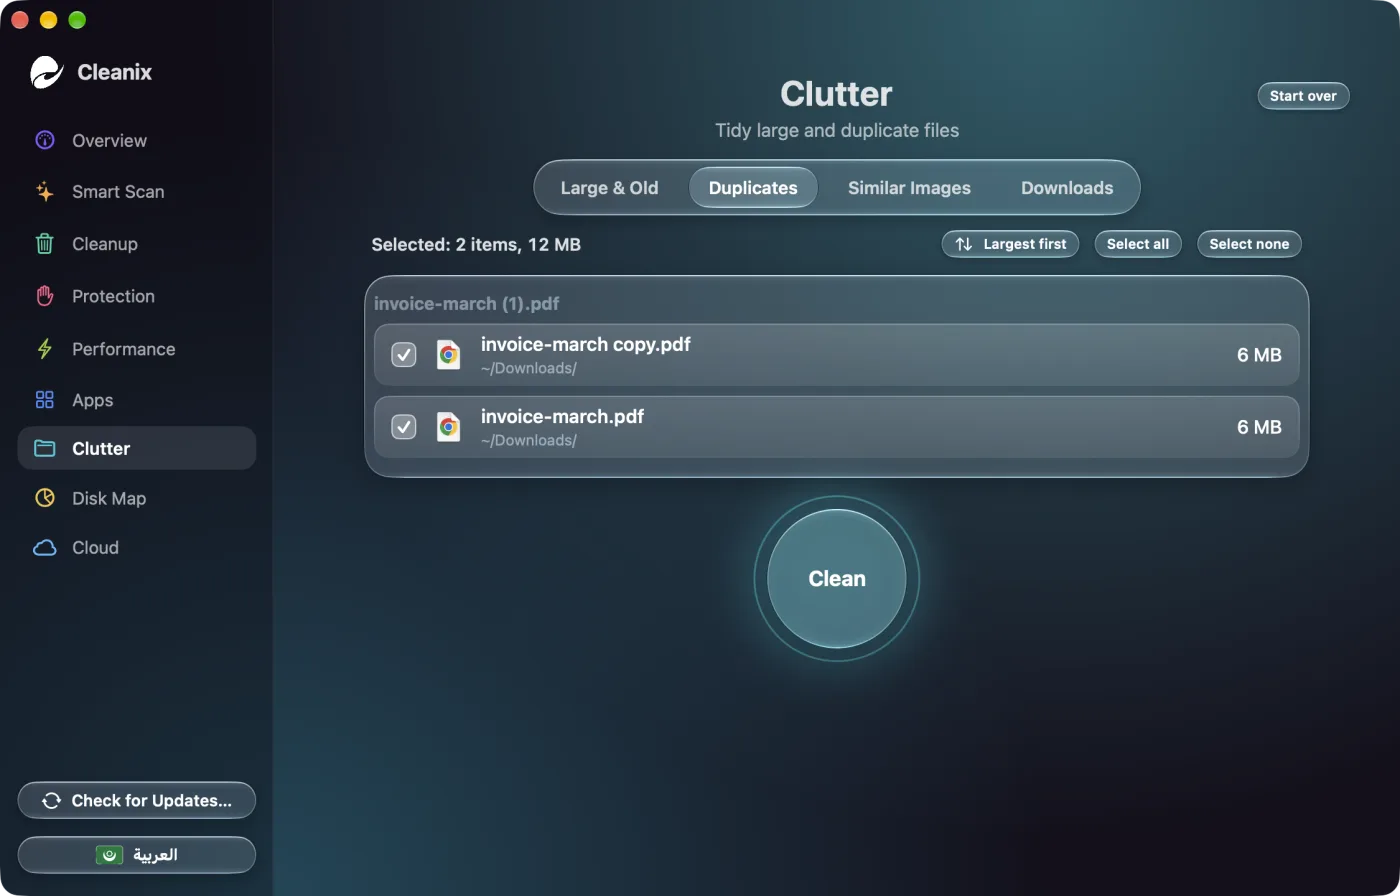 Cleanix
Overview
Smart Scan
Cleanup
Protection
Performance
Apps
Clutter
Disk Map
Cloud
Check for Updates...
العربية
Clutter
Start over
Tidy large and duplicate files
Large & Old Duplicates Similar Images Downloads
Selected: 2 items, 12 MB Largest first Select all Select none
invoice-march (1).pdf
invoice-march copy.pdf
~/Downloads/
6 MB
invoice-march.pdf
~/Downloads/
6 MB
Clean